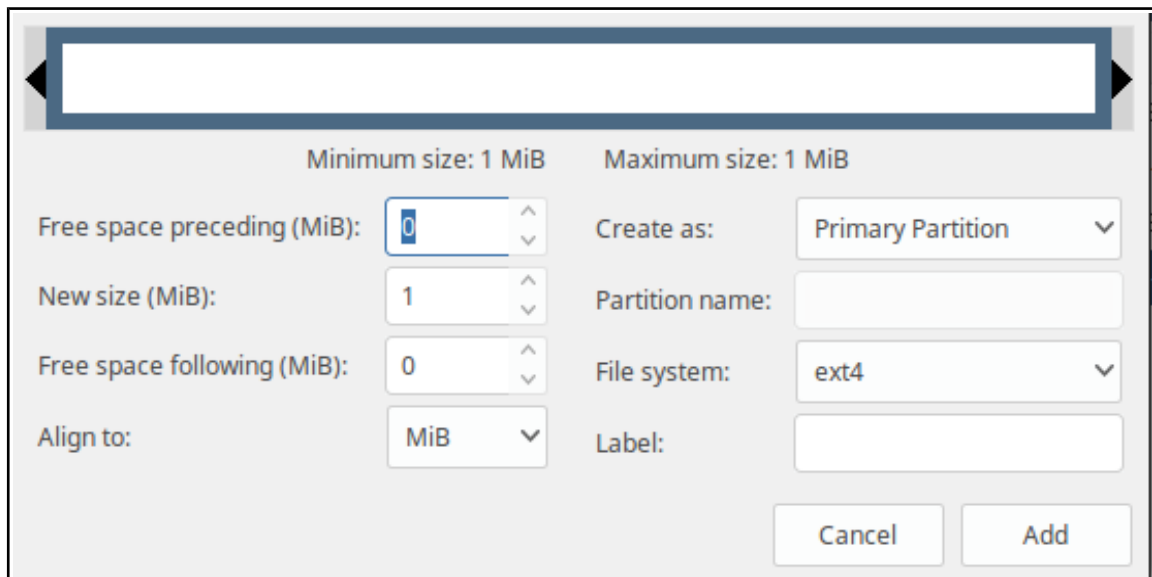 Minimum size: 1 MiB Maximum size: 1 MiB
Free space preceding (MiB): 0 Create as: Primary Partition
New size (MiB): 1 Partition name:
Free space following (MiB): 0 File system: ext4
Align to: MiB Label:
Cancel Add